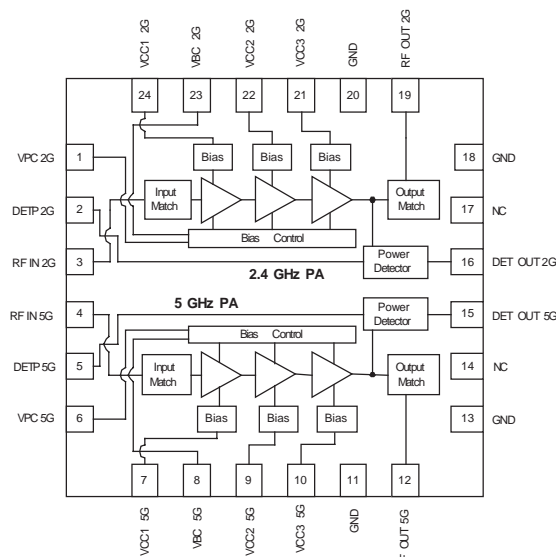 VCC1 2G
VBC 2G
VCC2 2G
VCC3 2G
GND
RF OUT 2G
24
23
22
21
20
19
VPC 2G
1
Bias
Bias
Bias
18
GND
Input
Match
Output
Match
DETP 2G
2
17
NC
Bias Control
RF IN 2G
3
2.4 GHz PA
Power
Detector
16
DET OUT 2G
RF IN 5G
4
5 GHz PA
Power
Detector
15
DET OUT 5G
Bias Control
DETP 5G
5
Input
Match
Output
Match
14
NC
VPC 5G
6
Bias
Bias
Bias
13
GND
7
8
9
10
11
12
VCC1 5G
VBC 5G
VCC2 5G
VCC3 5G
GND
F OUT 5G